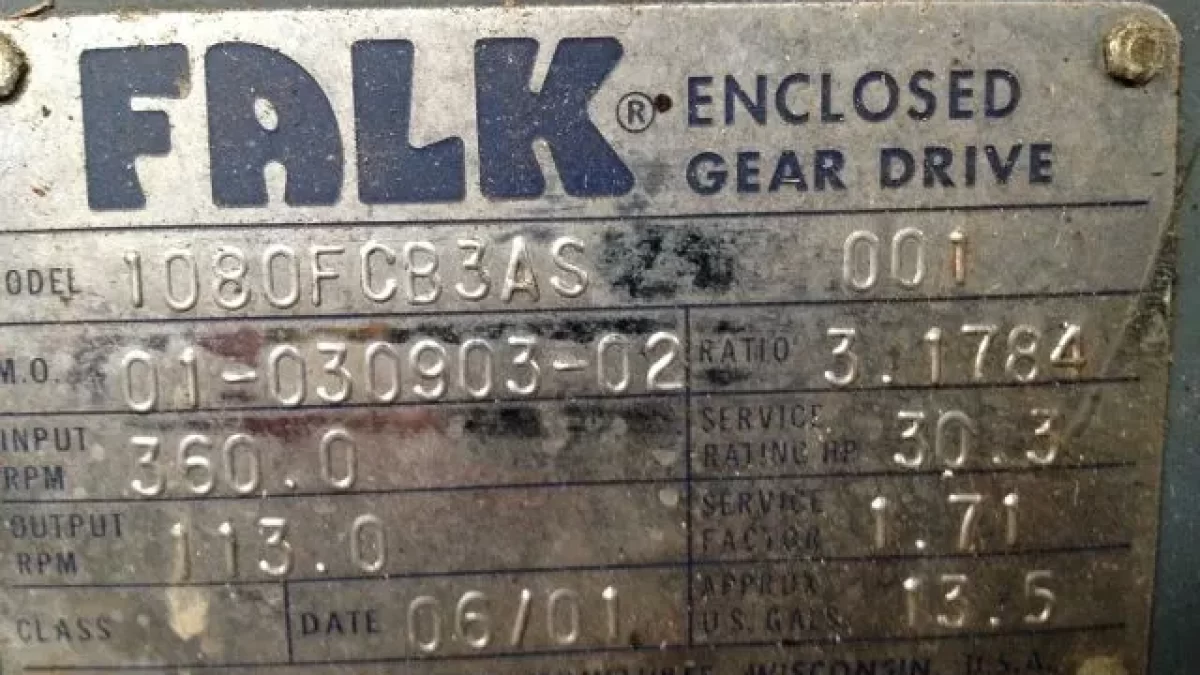 FALK® ENCLOSED
GEAR DRIVE
ODEL 1080FCB3AS 001
M.O. 01-030903-02 RATIO 3.1784
INPUT RPM 360.0 SERVICE RATING HP 30.3
OUTPUT RPM 113.0 SERVICE FACTOR 1.71
CLASS DATE 06/01 APPROX U.S. GALS. 13.5
WISCONSIN, U.S.A.